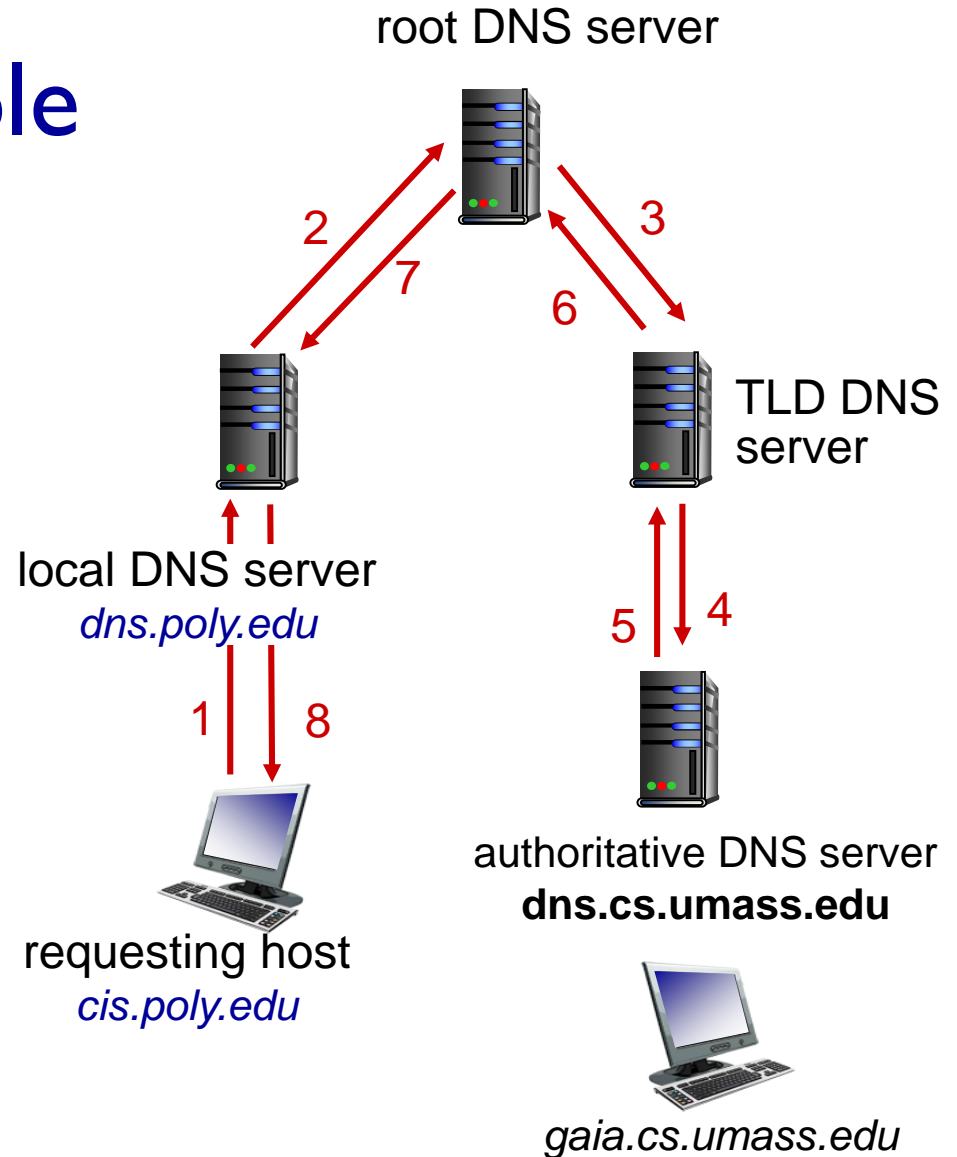 root DNS server
2
3
7
6
TLD DNS
server
local DNS server
dns.poly.edu
5
4
1
8
authoritative DNS server
dns.cs.umass.edu
requesting host
cis.poly.edu
gaia.cs.umass.edu